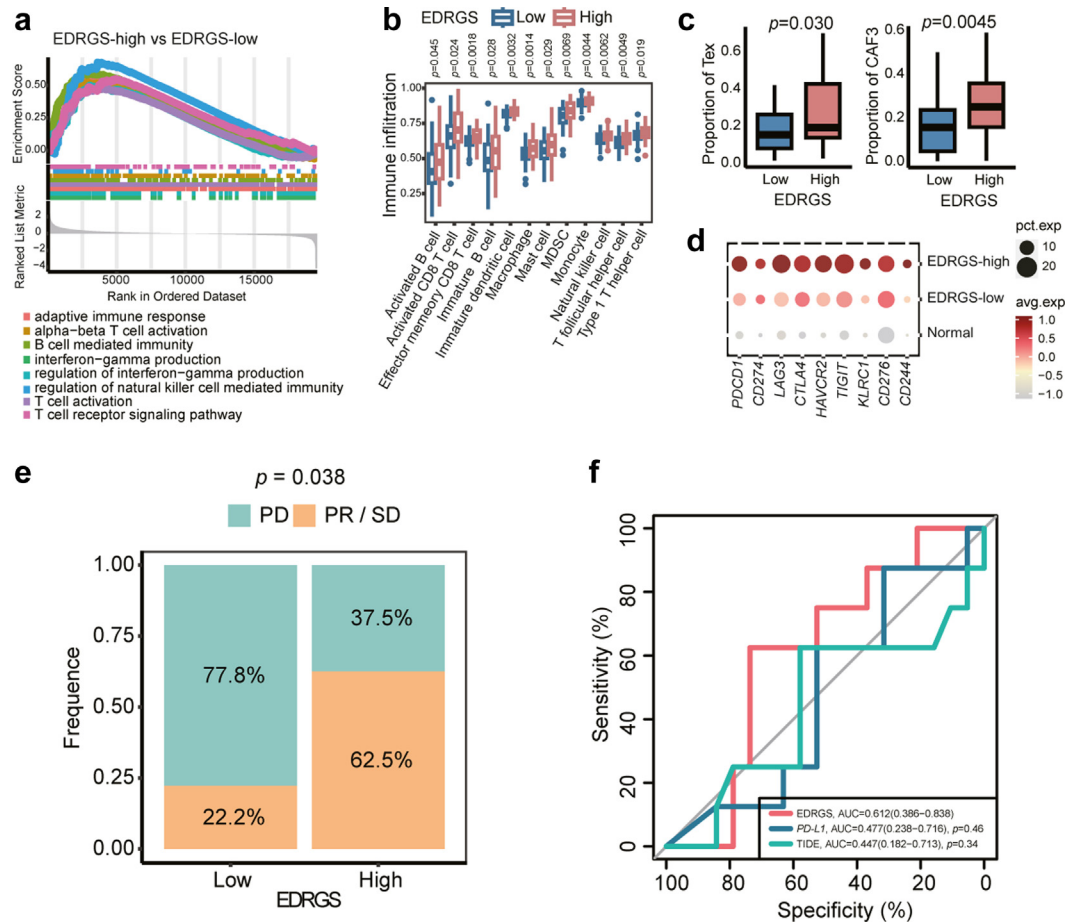 a
EDRGS-high vs EDRGS-low
Enrichment Score
0.50
0.25
0.00
Ranked List Metric
2
0
−2
−4
5000 10000 15000
Rank in Ordered Dataset
adaptive immune response
alpha-beta T cell activation
B cell mediated immunity
interferon-gamma production
regulation of interferon-gamma production
regulation of natural killer cell mediated immunity
T cell activation
T cell receptor signaling pathway
b
EDRGS Low High
p=0.045
p=0.024
p=0.0018
p=0.028
p=0.0032
p=0.0014
p=0.029
p=0.0069
p=0.0044
p=0.0062
p=0.0049
p=0.019
Immune infiltration
1.00
0.75
0.50
0.25
Activated B cell
Activated CD8 T cell
Effector memeory CD8 T cell
Immature B cell
Immature dendritic cell
Macrophage
Mast cell
MDSC
Monocyte
Natural killer cell
T follicular helper cell
Type 1 T helper cell
c
p=0.030
Proportion of Tex
0.6
0.4
0.2
0.0
Low High
EDRGS
p=0.0045
Proportion of CAF3
0.6
0.4
0.2
0.0
Low High
EDRGS
d
EDRGS-high
EDRGS-low
Normal
PDCD1
CD274
LAG3
CTLA4
HAVCR2
TIGIT
KLRC1
CD276
CD244
pct.exp
10
20
avg.exp
1.0
0.5
0.0
−0.5
−1.0
e
p = 0.038
PD PR / SD
Frequence
1.00
0.75
0.50
0.25
0.00
77.8%
22.2%
37.5%
62.5%
Low High
EDRGS
f
Sensitivity (%)
100
80
60
40
20
0
EDRGS, AUC=0.612(0.386−0.838)
PD-L1, AUC=0.477(0.238−0.716), p=0.46
TIDE, AUC=0.447(0.182−0.713), p=0.34
100 80 60 40 20 0
Specificity (%)